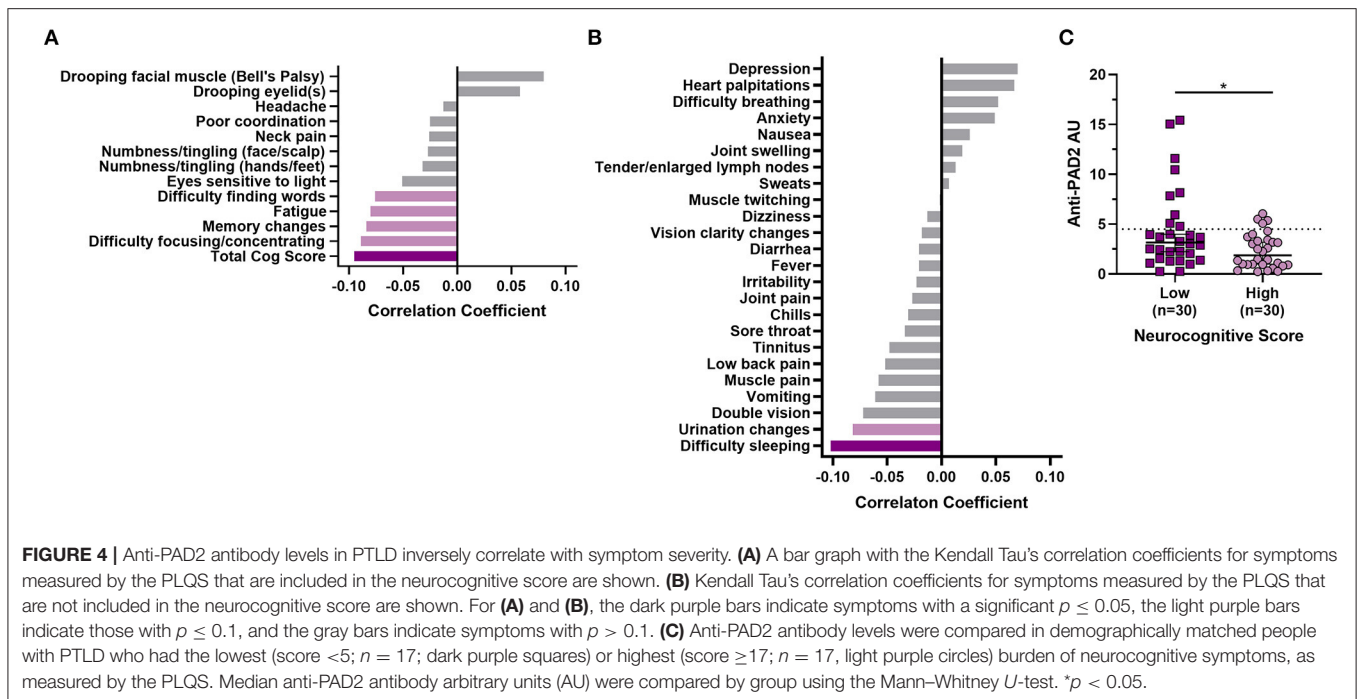 A
Drooping facial muscle (Bell's Palsy)
Drooping eyelid(s)
Headache
Poor coordination
Neck pain
Numbness/tingling (face/scalp)
Numbness/tingling (hands/feet)
Eyes sensitive to light
Difficulty finding words
Fatigue
Memory changes
Difficulty focusing/concentrating
Total Cog Score
-0.10 -0.05 0.00 0.05 0.10
Correlation Coefficient
B
Depression
Heart palpitations
Difficulty breathing
Anxiety
Nausea
Joint swelling
Tender/enlarged lymph nodes
Sweats
Muscle twitching
Dizziness
Vision clarity changes
Diarrhea
Fever
Irritability
Joint pain
Chills
Sore throat
Tinnitus
Low back pain
Muscle pain
Vomiting
Double vision
Urination changes
Difficulty sleeping
-0.10 -0.05 0.00 0.05 0.10
Correlaton Coefficient
C
Anti-PAD2 AU
20
15
10
5
0
*
Low High
(n=30) (n=30)
Neurocognitive Score
FIGURE 4 | Anti-PAD2 antibody levels in PTLD inversely correlate with symptom severity. (A) A bar graph with the Kendall Tau's correlation coefficients for symptoms
measured by the PLQS that are included in the neurocognitive score are shown. (B) Kendall Tau's correlation coefficients for symptoms measured by the PLQS that
are not included in the neurocognitive score are shown. For (A) and (B), the dark purple bars indicate symptoms with a significant p ≤ 0.05, the light purple bars
indicate those with p ≤ 0.1, and the gray bars indicate symptoms with p > 0.1. (C) Anti-PAD2 antibody levels were compared in demographically matched people
with PTLD who had the lowest (score <5; n = 17; dark purple squares) or highest (score ≥17; n = 17, light purple circles) burden of neurocognitive symptoms, as
measured by the PLQS. Median anti-PAD2 antibody arbitrary units (AU) were compared by group using the Mann–Whitney U-test. *p < 0.05.